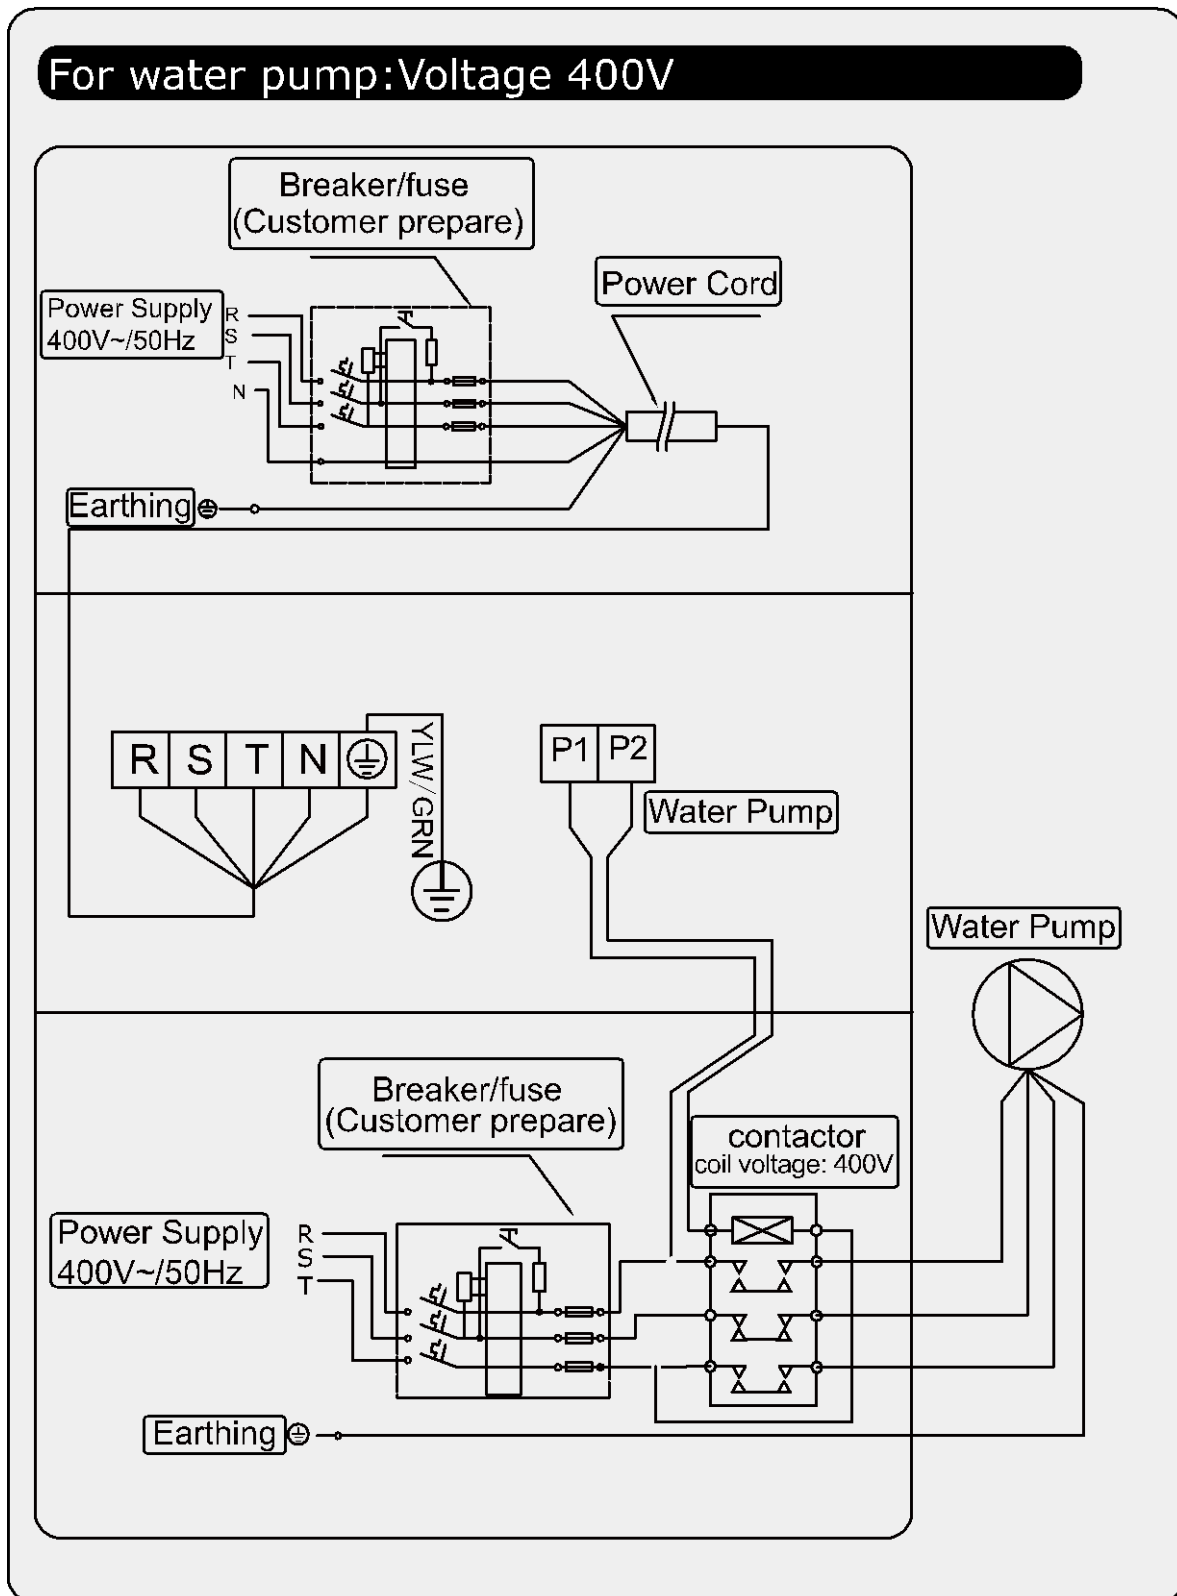 For water pump:Voltage 400V
Breaker/fuse
(Customer prepare)
Power Cord
Power Supply
400V~/50Hz
R
S
T
N
Earthing
R S T N
YLW/GRN
P1 P2
Water Pump
Water Pump
Breaker/fuse
(Customer prepare)
contactor
coil voltage: 400V
Power Supply
400V~/50Hz
R
S
T
Earthing